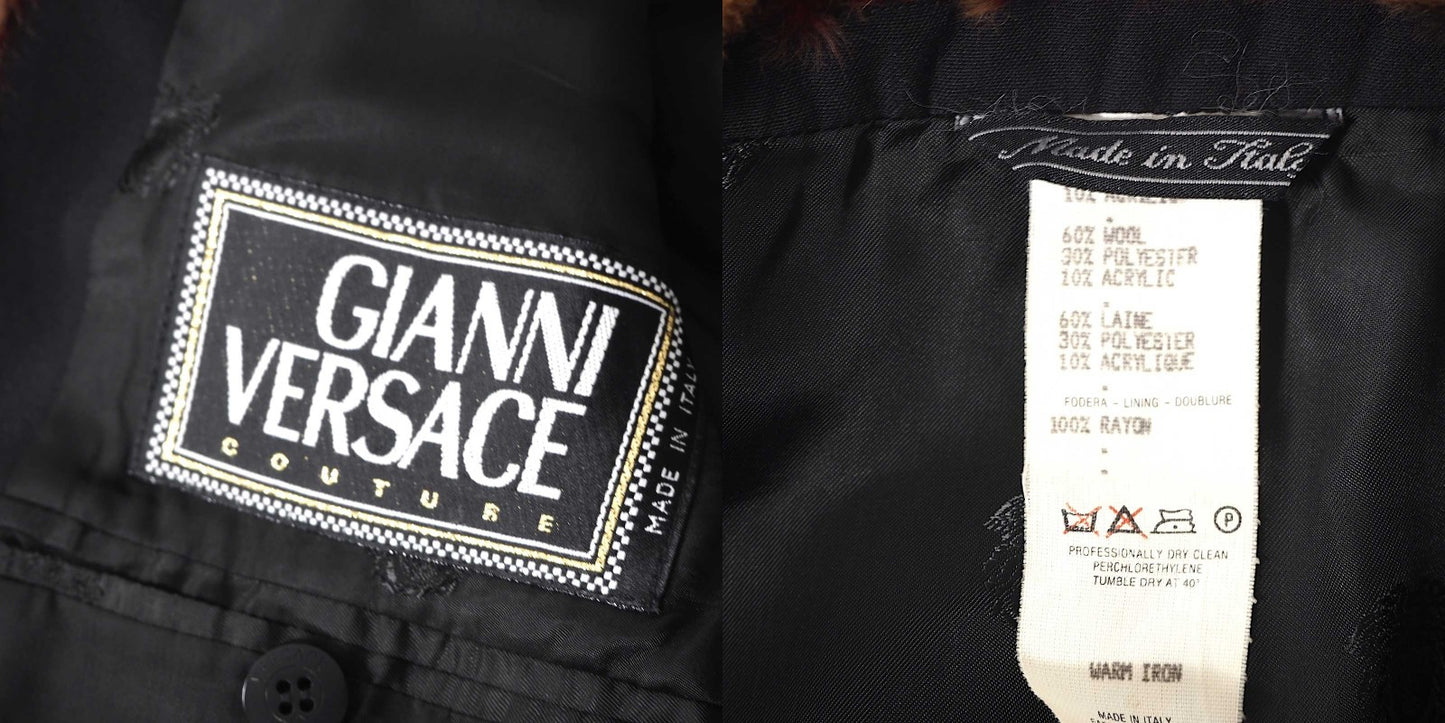 GIANNI
VERSACE
COUTURE
MADE IN ITALY
Made in Italy
10% ACRILIC
60% WOOL
30% POLYESTER
10% ACRYLIC
60% LAINE
30% POLYESTER
10% ACRYLIQUE
FODERA - LINING - DOUBLURE
100% RAYON
P
PROFESSIONALLY DRY CLEAN
PERCHLORETHYLENE
TUMBLE DRY AT 40°
WARM IRON
MADE IN ITALY